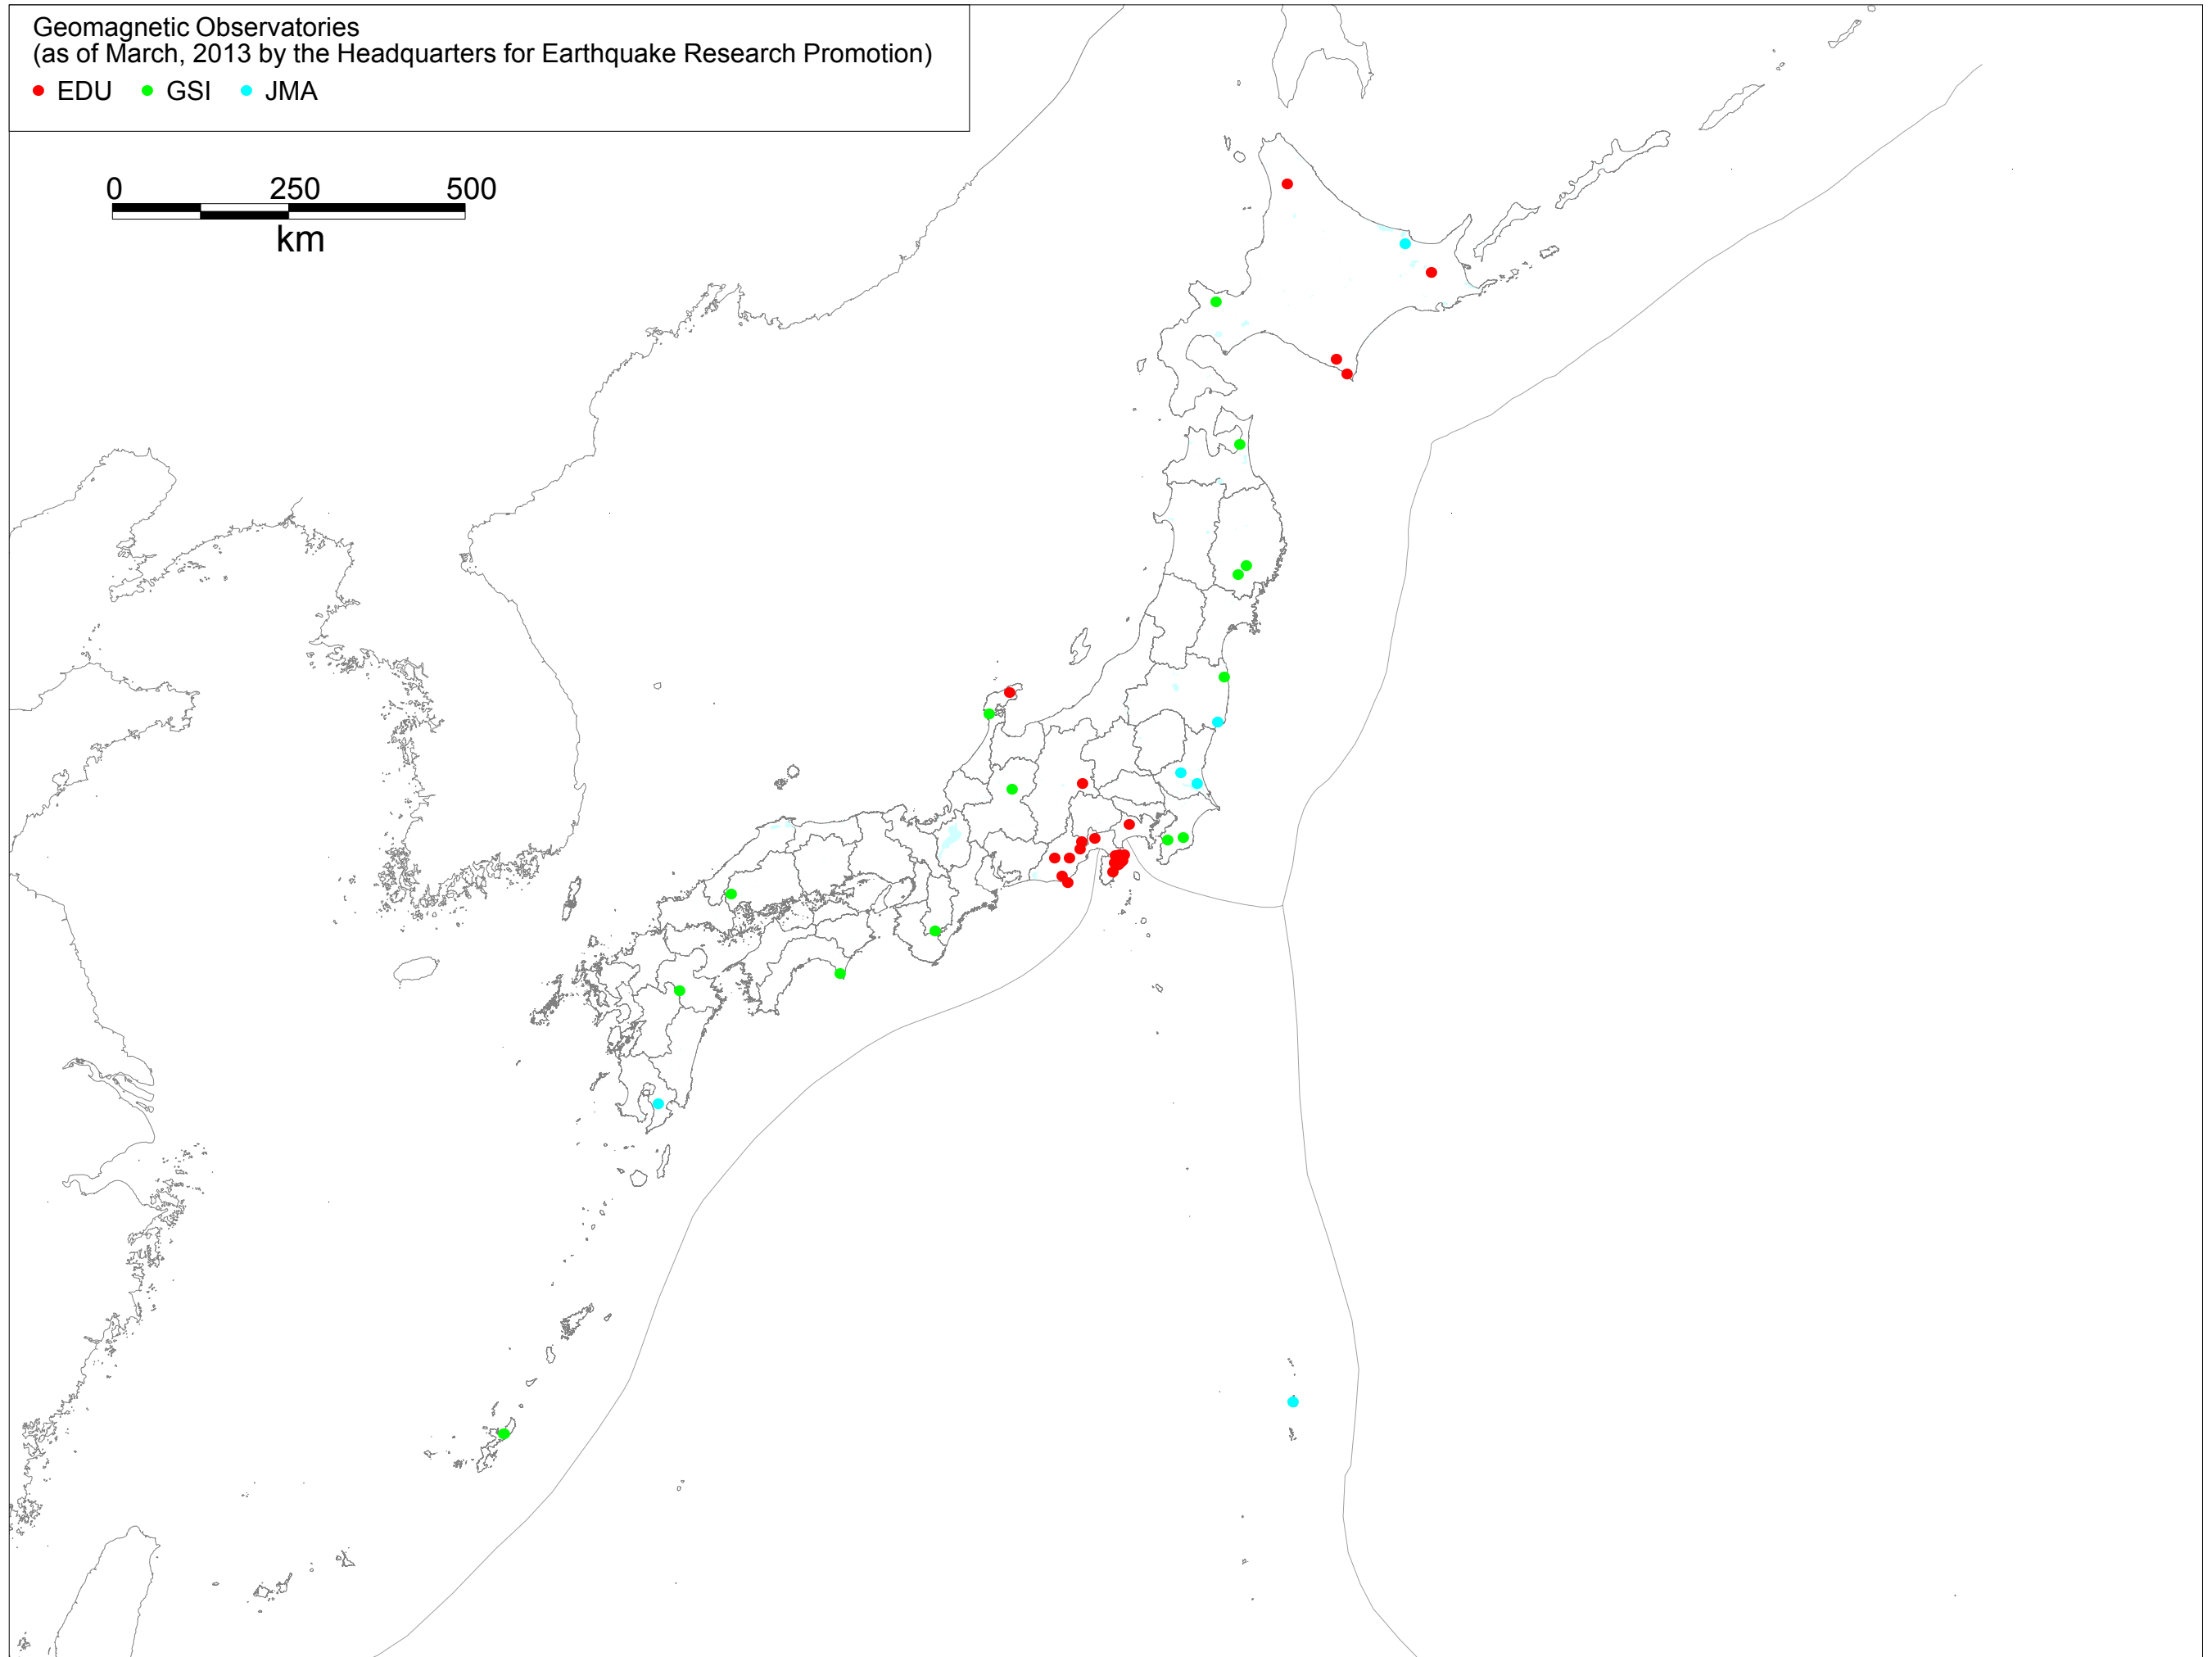 Geomagnetic Observatories
(as of March, 2013 by the Headquarters for Earthquake Research Promotion)
EDU GSI JMA
0 250 500
km